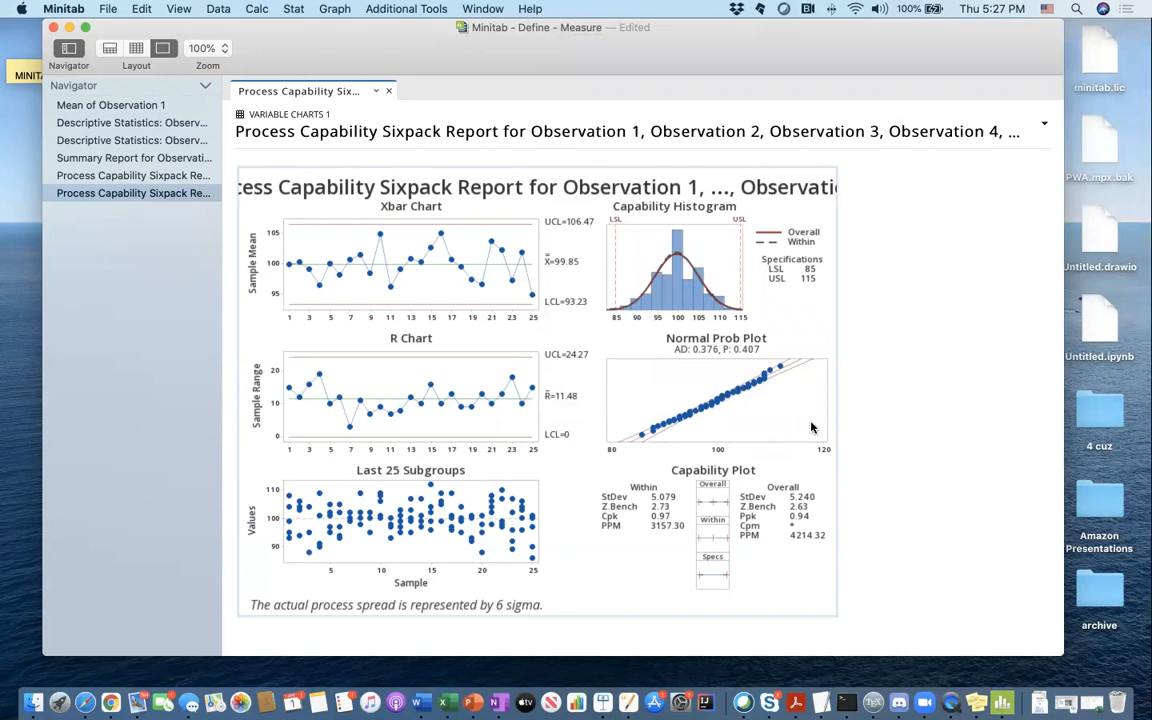 Minitab File Edit View Data Calc Stat Graph Additional Tools Window Help 100% Thu 5:27 PM
Minitab - Define - Measure — Edited
100%
Navigator Layout Zoom
MINIT
Navigator
Mean of Observation 1
Descriptive Statistics: Observ...
Descriptive Statistics: Observ...
Summary Report for Observati...
Process Capability Sixpack Re...
Process Capability Sixpack Re...
Process Capability Six...
VARIABLE CHARTS 1
Process Capability Sixpack Report for Observation 1, Observation 2, Observation 3, Observation 4, ...
cess Capability Sixpack Report for Observation 1, ..., Observatio
Xbar Chart
Sample Mean
105
100
95
UCL=106.47
X=99.85
LCL=93.23
1 3 5 7 9 11 13 15 17 19 21 23 25
Capability Histogram
LSL USL
Overall
Within
Specifications
LSL 85
USL 115
85 90 95 100 105 110 115
R Chart
Sample Range
20
10
0
UCL=24.27
R=11.48
LCL=0
1 3 5 7 9 11 13 15 17 19 21 23 25
Normal Prob Plot
AD: 0.376, P: 0.407
80 100 120
Last 25 Subgroups
Values
110
100
90
5 10 15 20 25
Sample
Capability Plot
Within
StDev 5.079
Z.Bench 2.73
Cpk 0.97
PPM 3157.30
Overall
Within
Specs
Overall
StDev 5.240
Z.Bench 2.63
Ppk 0.94
Cpm *
PPM 4214.32
The actual process spread is represented by 6 sigma.
minitab.lic
PWA.mpx.bak
Untitled.drawio
Untitled.ipynb
4 cuz
Amazon
Presentations
archive